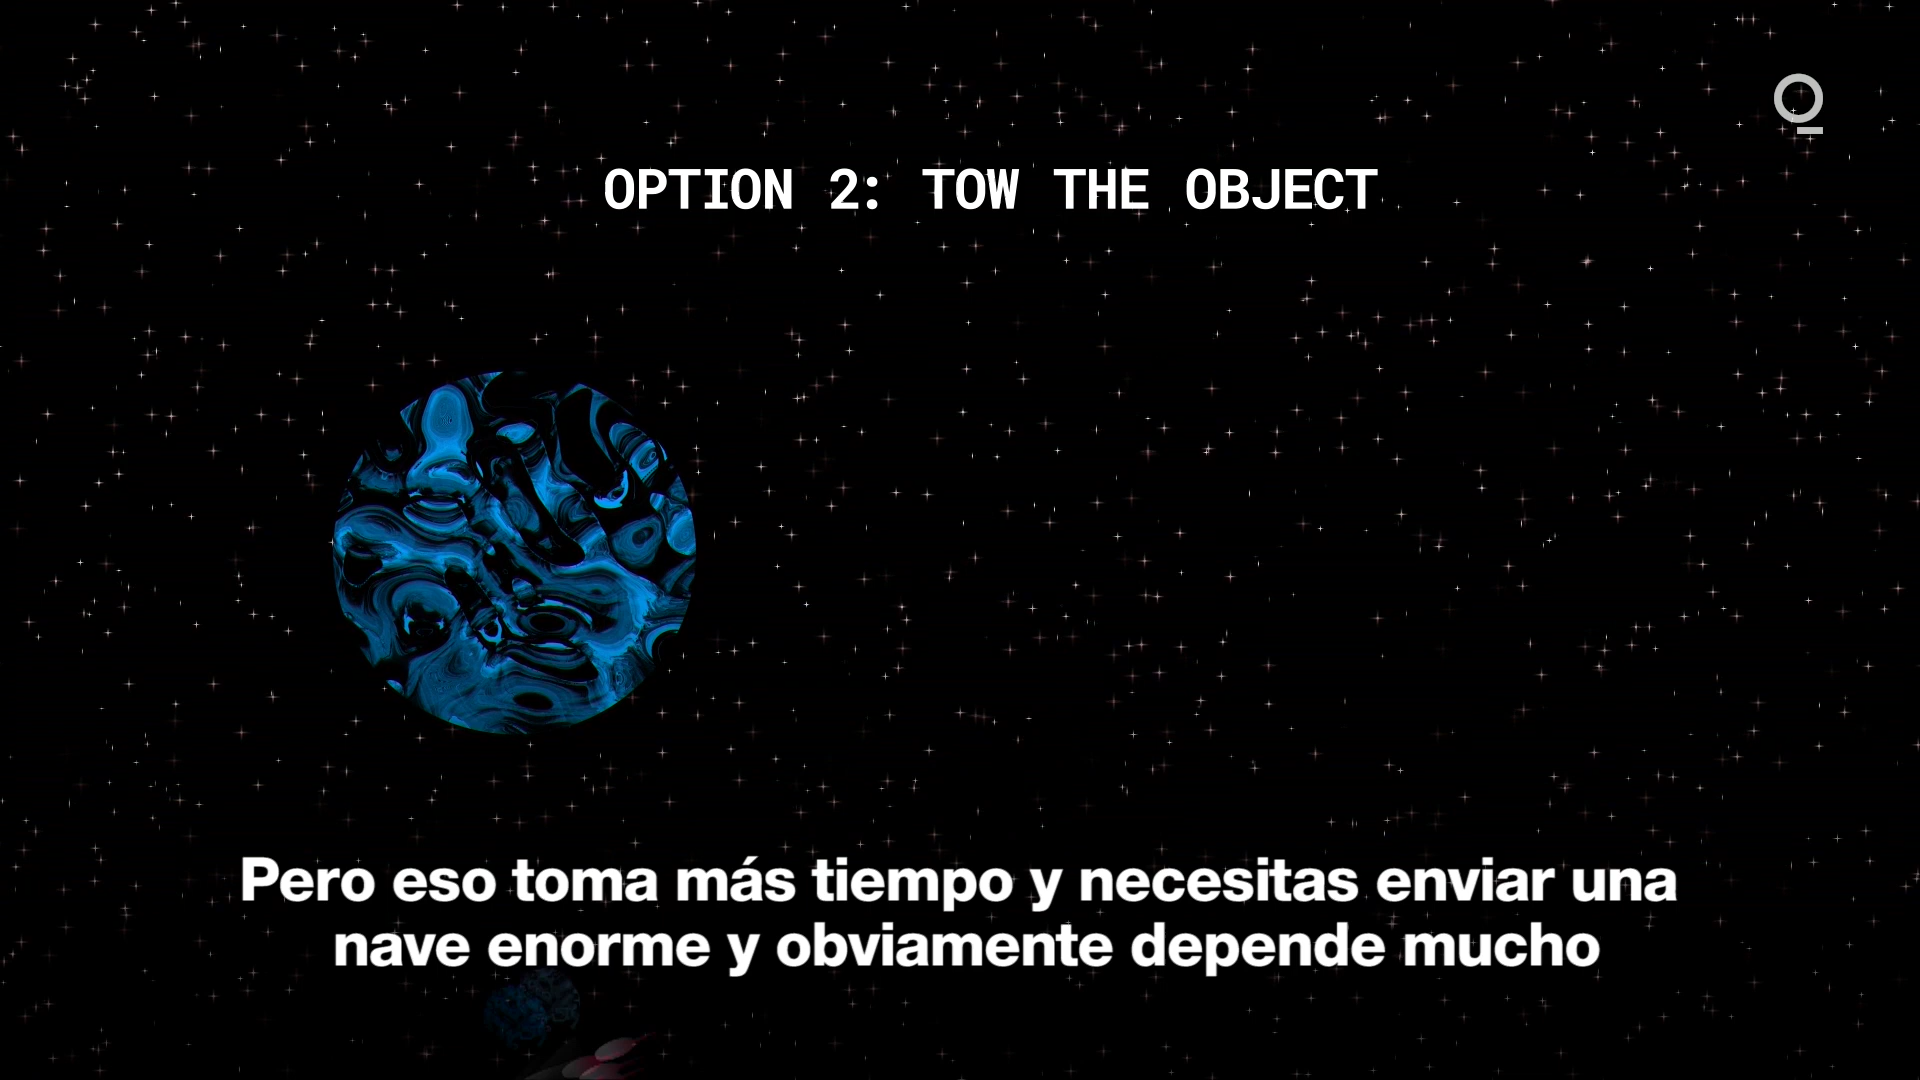 OPTION 2: TOW THE OBJECT
Pero eso toma más tiempo y necesitas enviar una
nave enorme y obviamente depende mucho